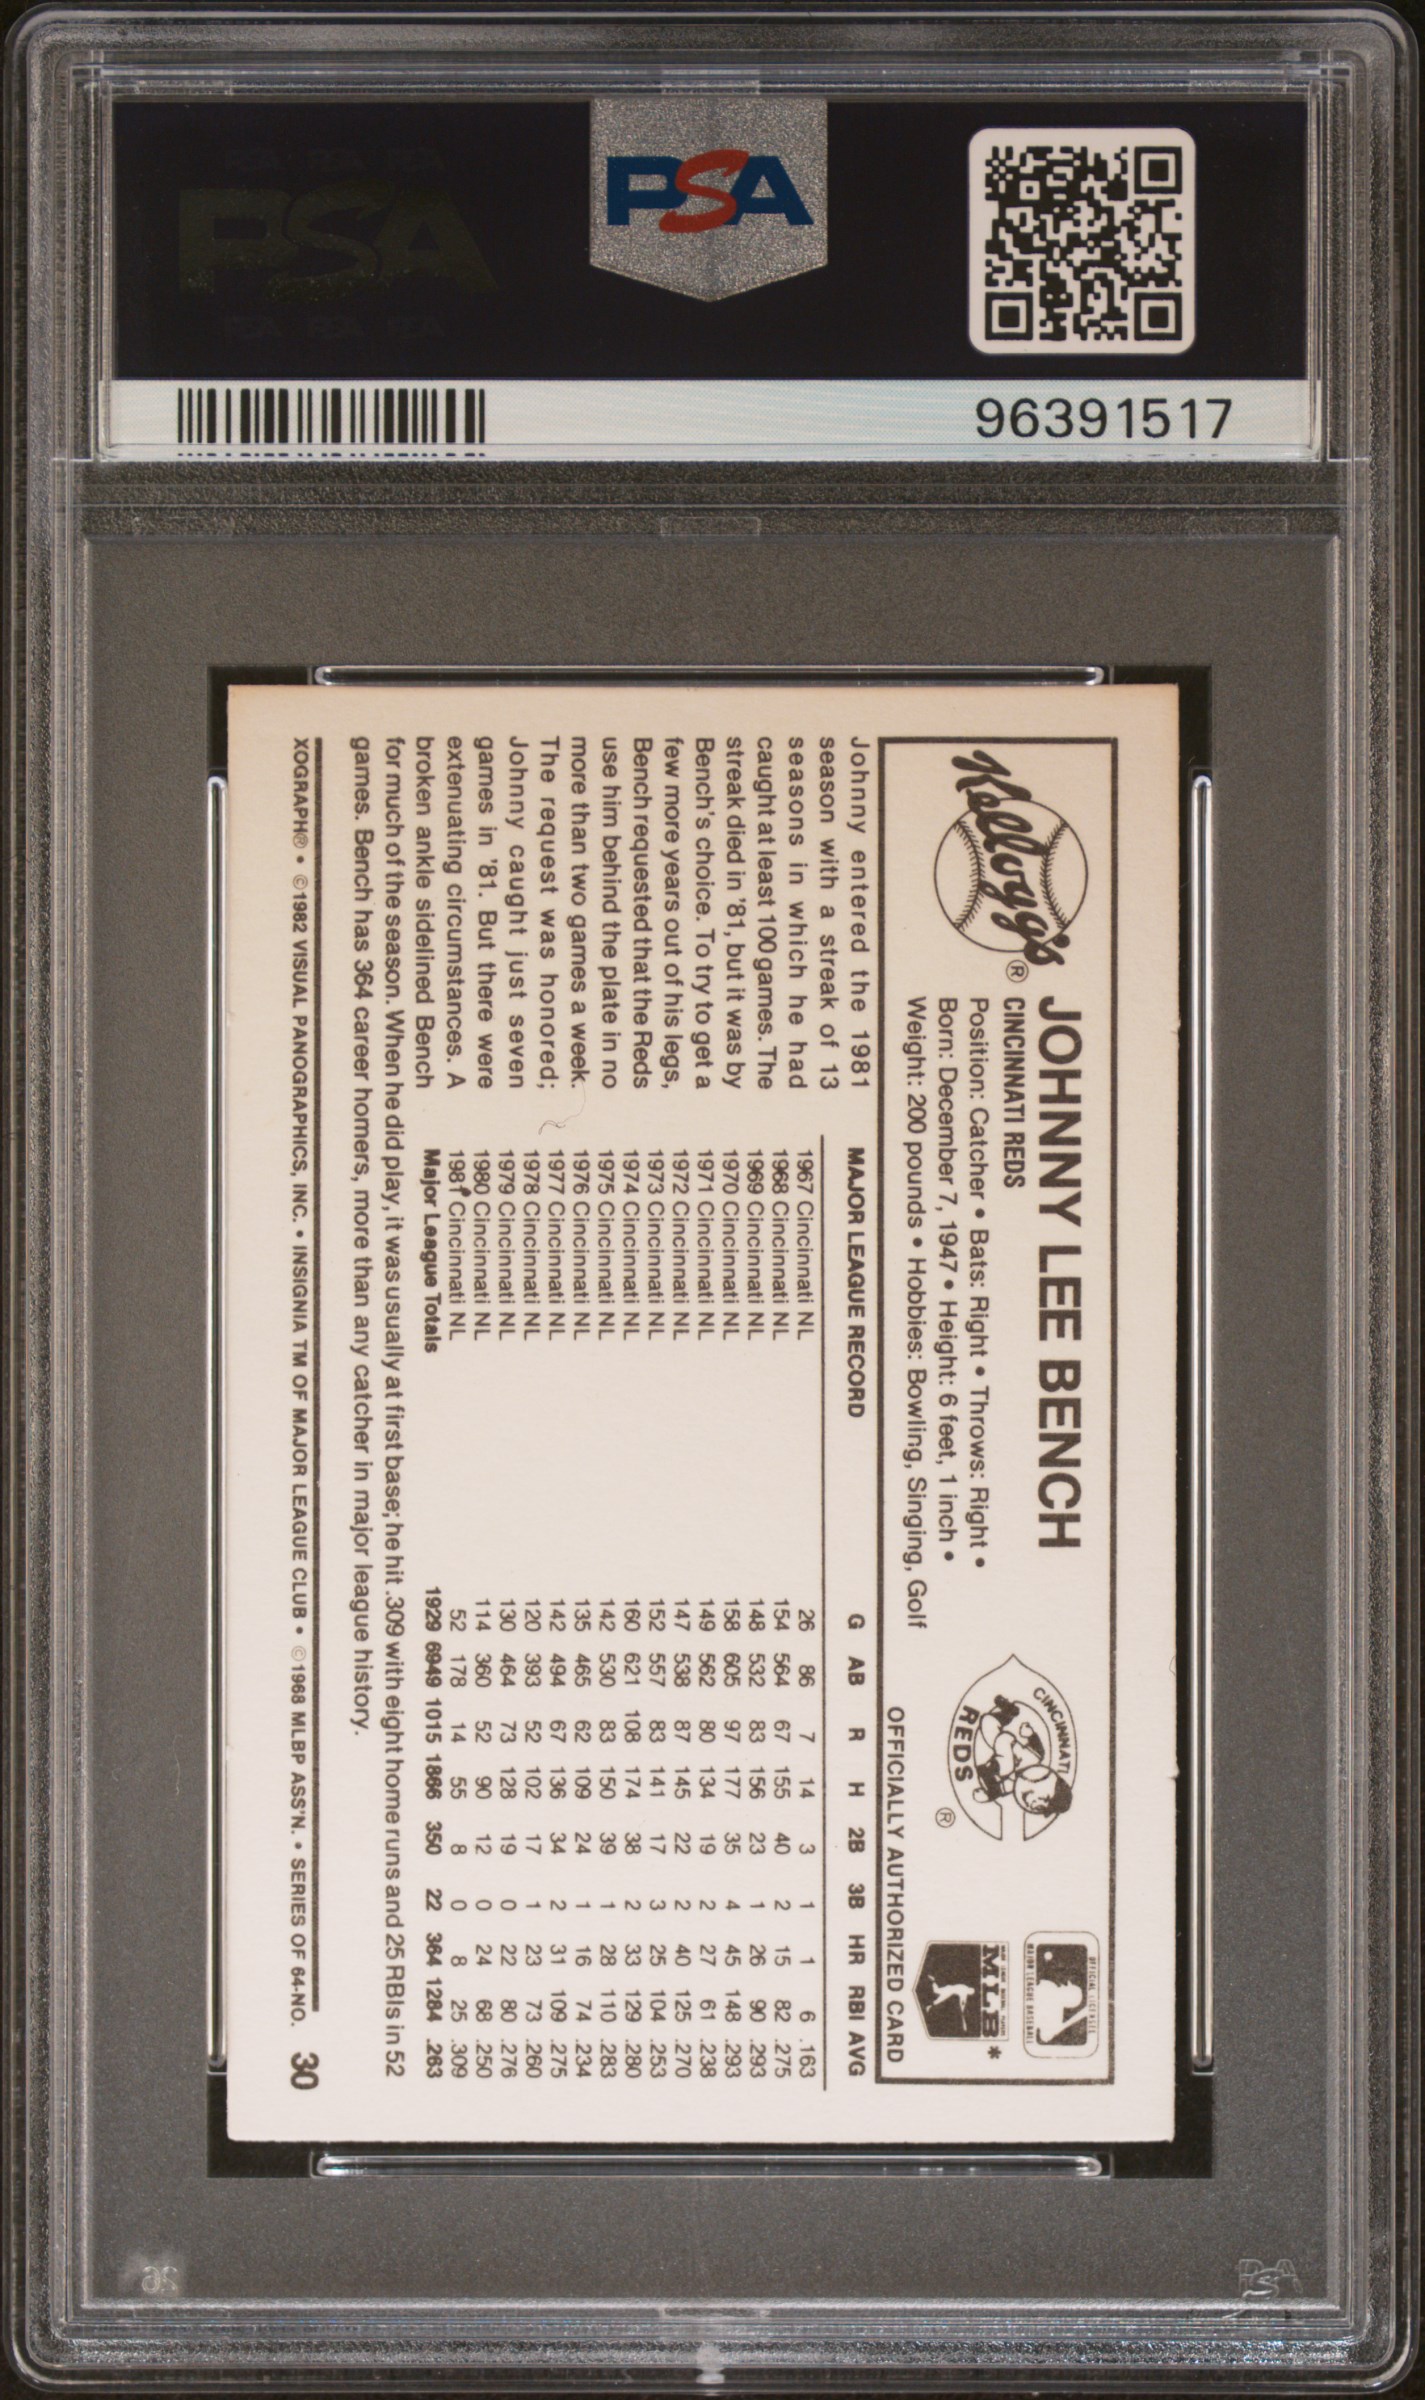 PSA
PSA
96391517
Kellogg's®
JOHNNY LEE BENCH
CINCINNATI REDS
Position: Catcher • Bats: Right • Throws: Right •
Born: December 7, 1947 • Height: 6 feet, 1 inch •
Weight: 200 pounds • Hobbies: Bowling, Singing, Golf
CINCINNATI
REDS
®
OFFICIAL LICENSEE
MAJOR LEAGUE BASEBALL
MLB*
OFFICIALLY AUTHORIZED CARD
Johnny entered the 1981
season with a streak of 13
seasons in which he had
caught at least 100 games. The
streak died in '81, but it was by
Bench's choice. To try to get a
few more years out of his legs,
Bench requested that the Reds
use him behind the plate in no
more than two games a week.
The request was honored;
Johnny caught just seven
games in '81. But there were
extenuating circumstances. A
broken ankle sidelined Bench
for much of the season. When he did play, it was usually at first base; he hit .309 with eight home runs and 25 RBIs in 52
games. Bench has 364 career homers, more than any catcher in major league history.
MAJOR LEAGUE RECORD G AB R H 2B 3B HR RBI AVG
1967 Cincinnati NL 26 86 7 14 3 1 1 6 .163
1968 Cincinnati NL 154 564 67 155 40 2 15 82 .275
1969 Cincinnati NL 148 532 83 156 23 1 26 90 .293
1970 Cincinnati NL 158 605 97 177 35 4 45 148 .293
1971 Cincinnati NL 149 562 80 134 19 2 27 61 .238
1972 Cincinnati NL 147 538 87 145 22 2 40 125 .270
1973 Cincinnati NL 152 557 83 141 17 3 25 104 .253
1974 Cincinnati NL 160 621 108 174 38 2 33 129 .280
1975 Cincinnati NL 142 530 83 150 39 1 28 110 .283
1976 Cincinnati NL 135 465 62 109 24 1 16 74 .234
1977 Cincinnati NL 142 494 67 136 34 2 31 109 .275
1978 Cincinnati NL 120 393 52 102 17 1 23 73 .260
1979 Cincinnati NL 130 464 73 128 19 0 22 80 .276
1980 Cincinnati NL 114 360 52 90 12 0 24 68 .250
1981 Cincinnati NL 52 178 14 55 8 0 8 25 .309
Major League Totals 1929 6949 1015 1866 350 22 364 1284 .263
XOGRAPH® • ©1982 VISUAL PANOGRAPHICS, INC. • INSIGNIA TM OF MAJOR LEAGUE CLUB • ©1968 MLBP ASS'N. • SERIES OF 64-NO. 30
26
PSA